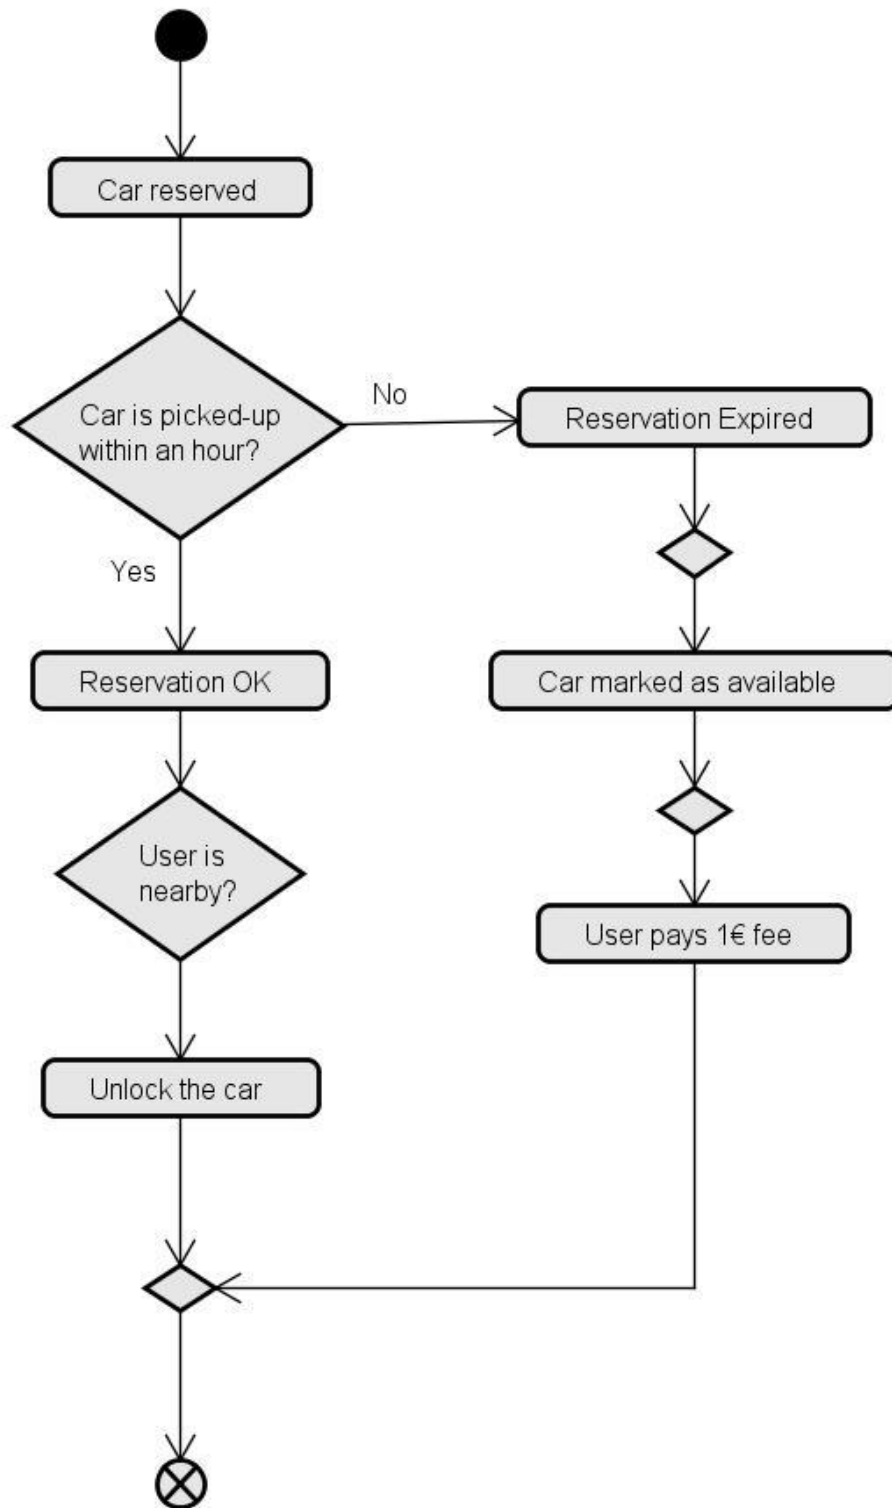 Car reserved
Car is picked-up
within an hour?
No
Reservation Expired
Yes
Reservation OK
Car marked as available
User is
nearby?
User pays 1€ fee
Unlock the car